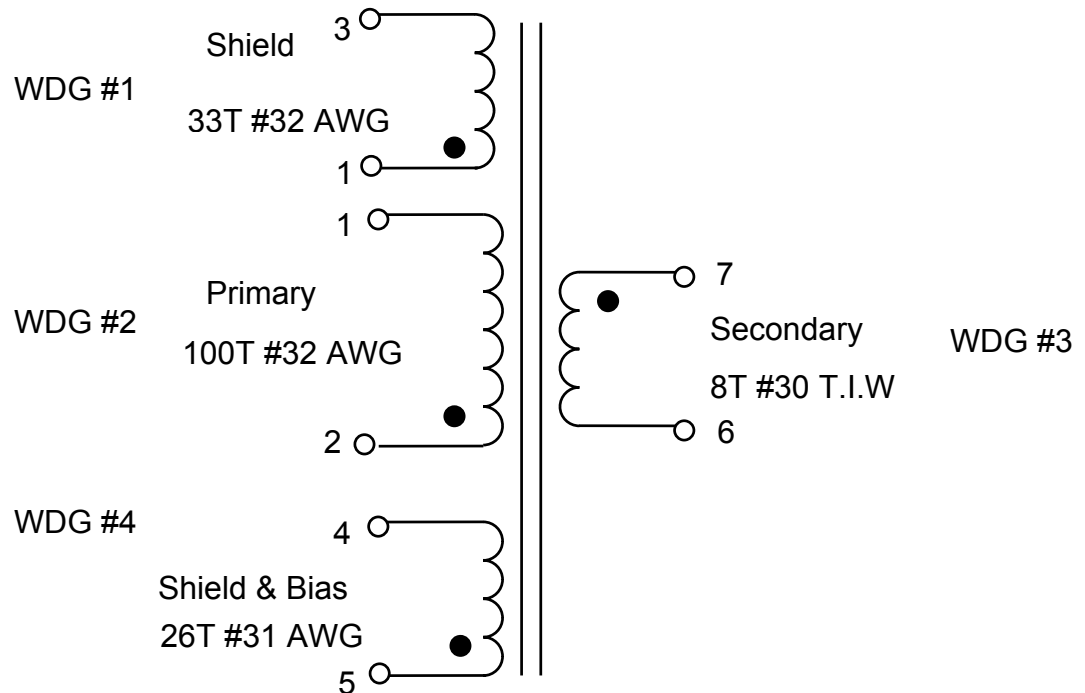 3
Shield
WDG #1
33T #32 AWG
1
1
Primary
WDG #2
100T #32 AWG
2
7
Secondary
WDG #3
8T #30 T.I.W
6
WDG #4
4
Shield & Bias
26T #31 AWG
5